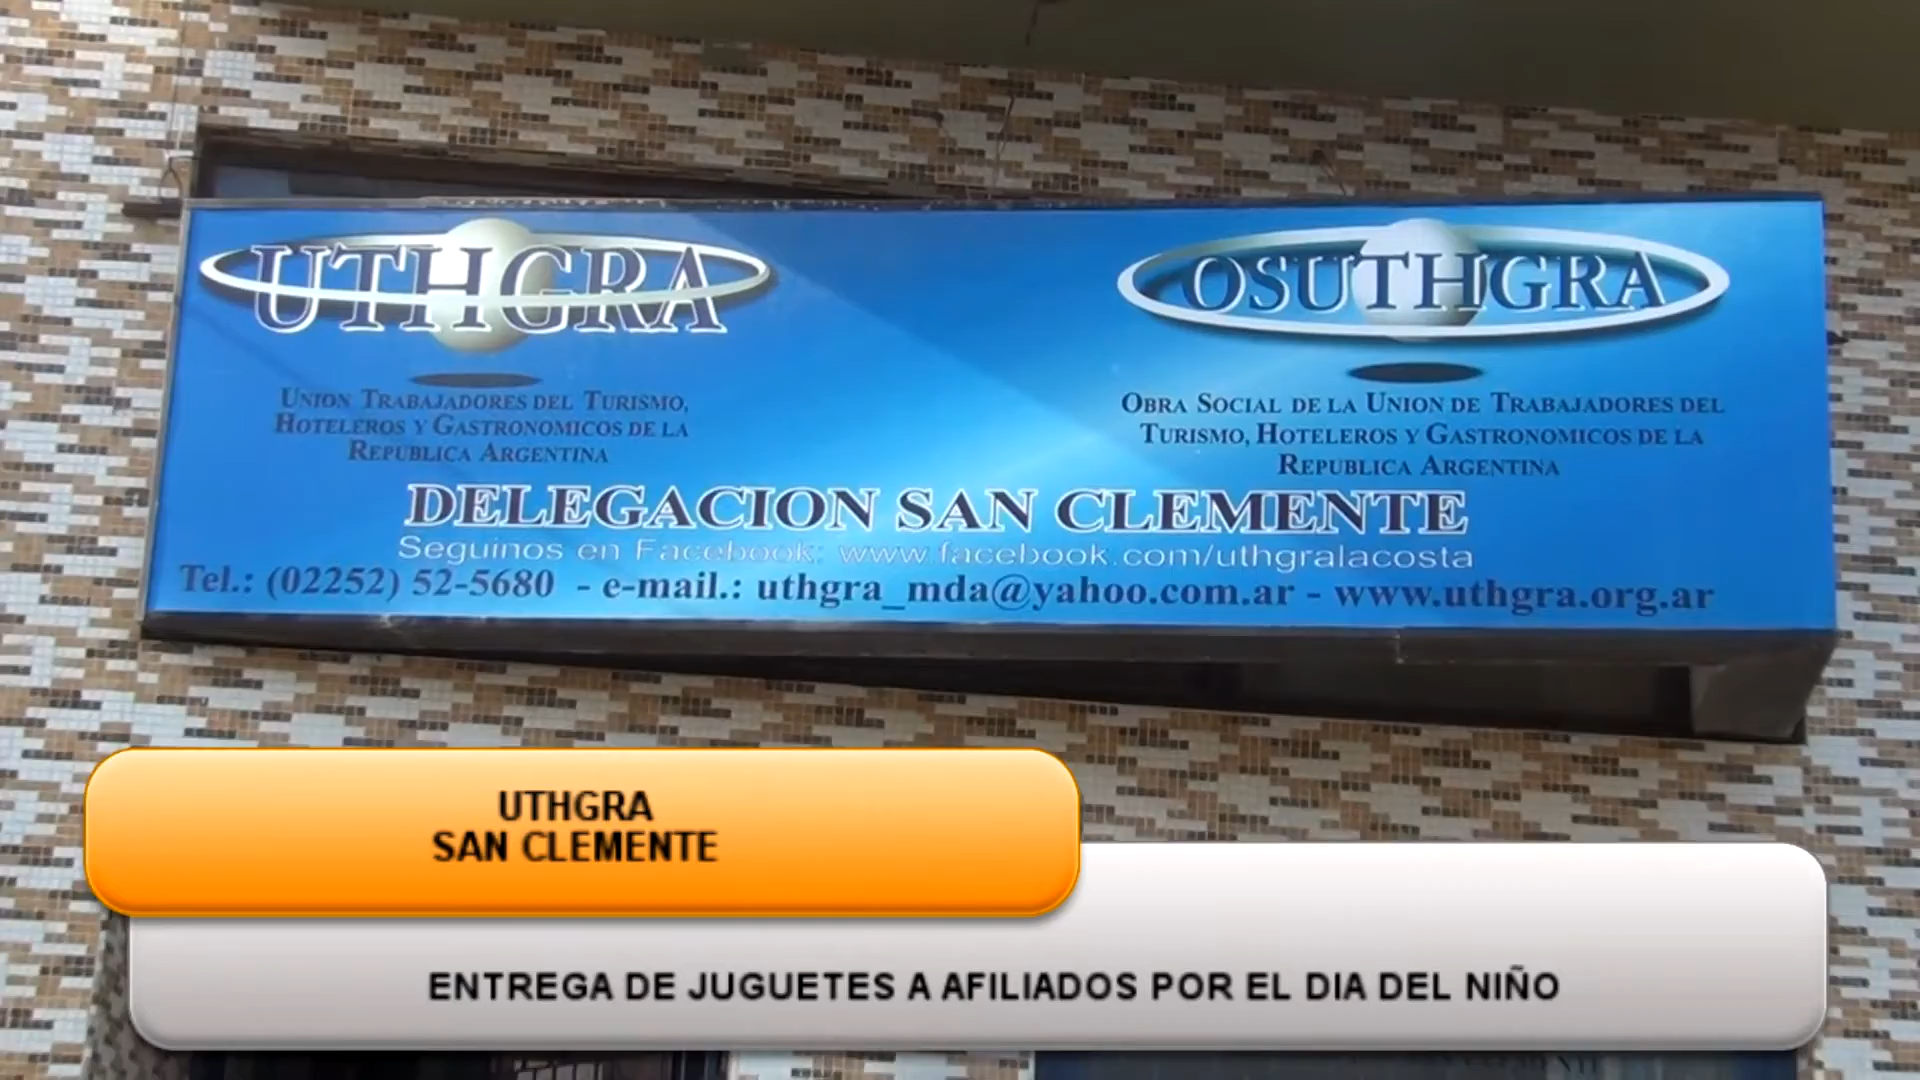 UTHGRA
UNION TRABAJADORES DEL TURISMO,
HOTELEROS Y GASTRONOMICOS DE LA
REPUBLICA ARGENTINA
OSUTHGRA
OBRA SOCIAL DE LA UNION DE TRABAJADORES DEL
TURISMO, HOTELEROS Y GASTRONOMICOS DE LA
REPUBLICA ARGENTINA
DELEGACION SAN CLEMENTE
Seguinos en Facebook: www.facebook.com/uthgralacosta
Tel.: (02252) 52-5680 - e-mail.: uthgra_mda@yahoo.com.ar - www.uthgra.org.ar
UTHGRA
SAN CLEMENTE
ENTREGA DE JUGUETES A AFILIADOS POR EL DIA DEL NIÑO